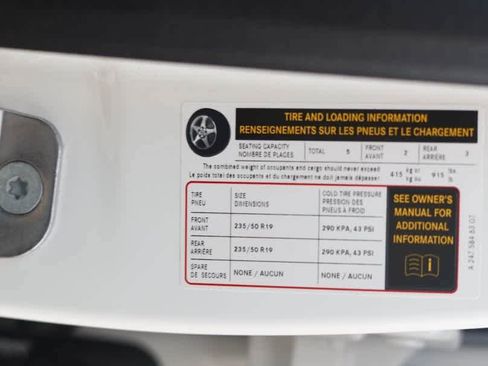 TIRE AND LOADING INFORMATION
RENSEIGNEMENTS SUR LES PNEUS ET LE CHARGEMENT
SEATING CAPACITY
NOMBRE DE PLACES
TOTAL 5
FRONT
AVANT
2
REAR
ARRIÈRE
3
The combined weight of occupants and cargo should never exceed
Le poids total des occupants et du chargement ne doit jamais dépasser
415 kg or
kg ou
915 lbs.
lb.
TIRE
PNEU
SIZE
DIMENSIONS
COLD TIRE PRESSURE
PRESSION DES
PNEUS À FROID
FRONT
AVANT
235/50 R19
290 KPA, 43 PSI
REAR
ARRIÈRE
235/50 R19
290 KPA, 43 PSI
SPARE
DE SECOURS
NONE / AUCUN
NONE / AUCUN
SEE OWNER'S
MANUAL FOR
ADDITIONAL
INFORMATION
A 247 584 83 07